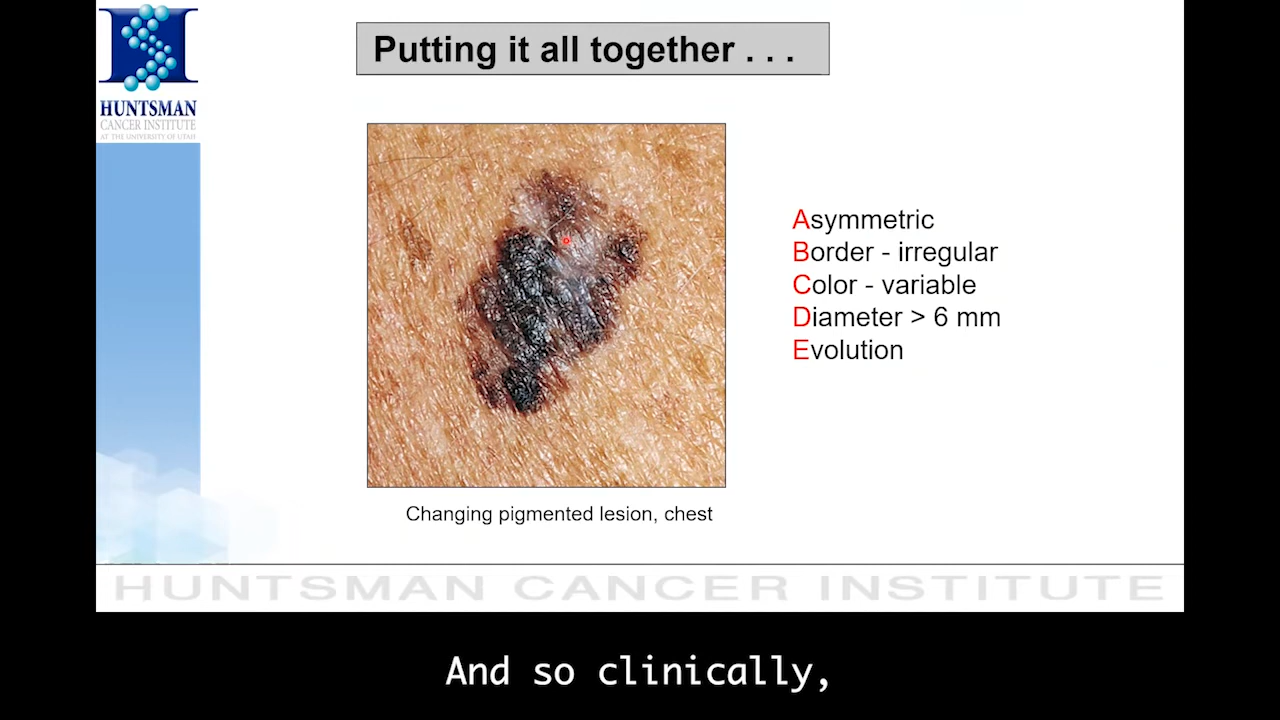 Putting it all together . . .
HUNTSMAN
CANCER INSTITUTE
AT THE UNIVERSITY OF UTAH
Asymmetric
Border - irregular
Color - variable
Diameter > 6 mm
Evolution
Changing pigmented lesion, chest
HUNTSMAN CANCER INSTITUTE
And so clinically,